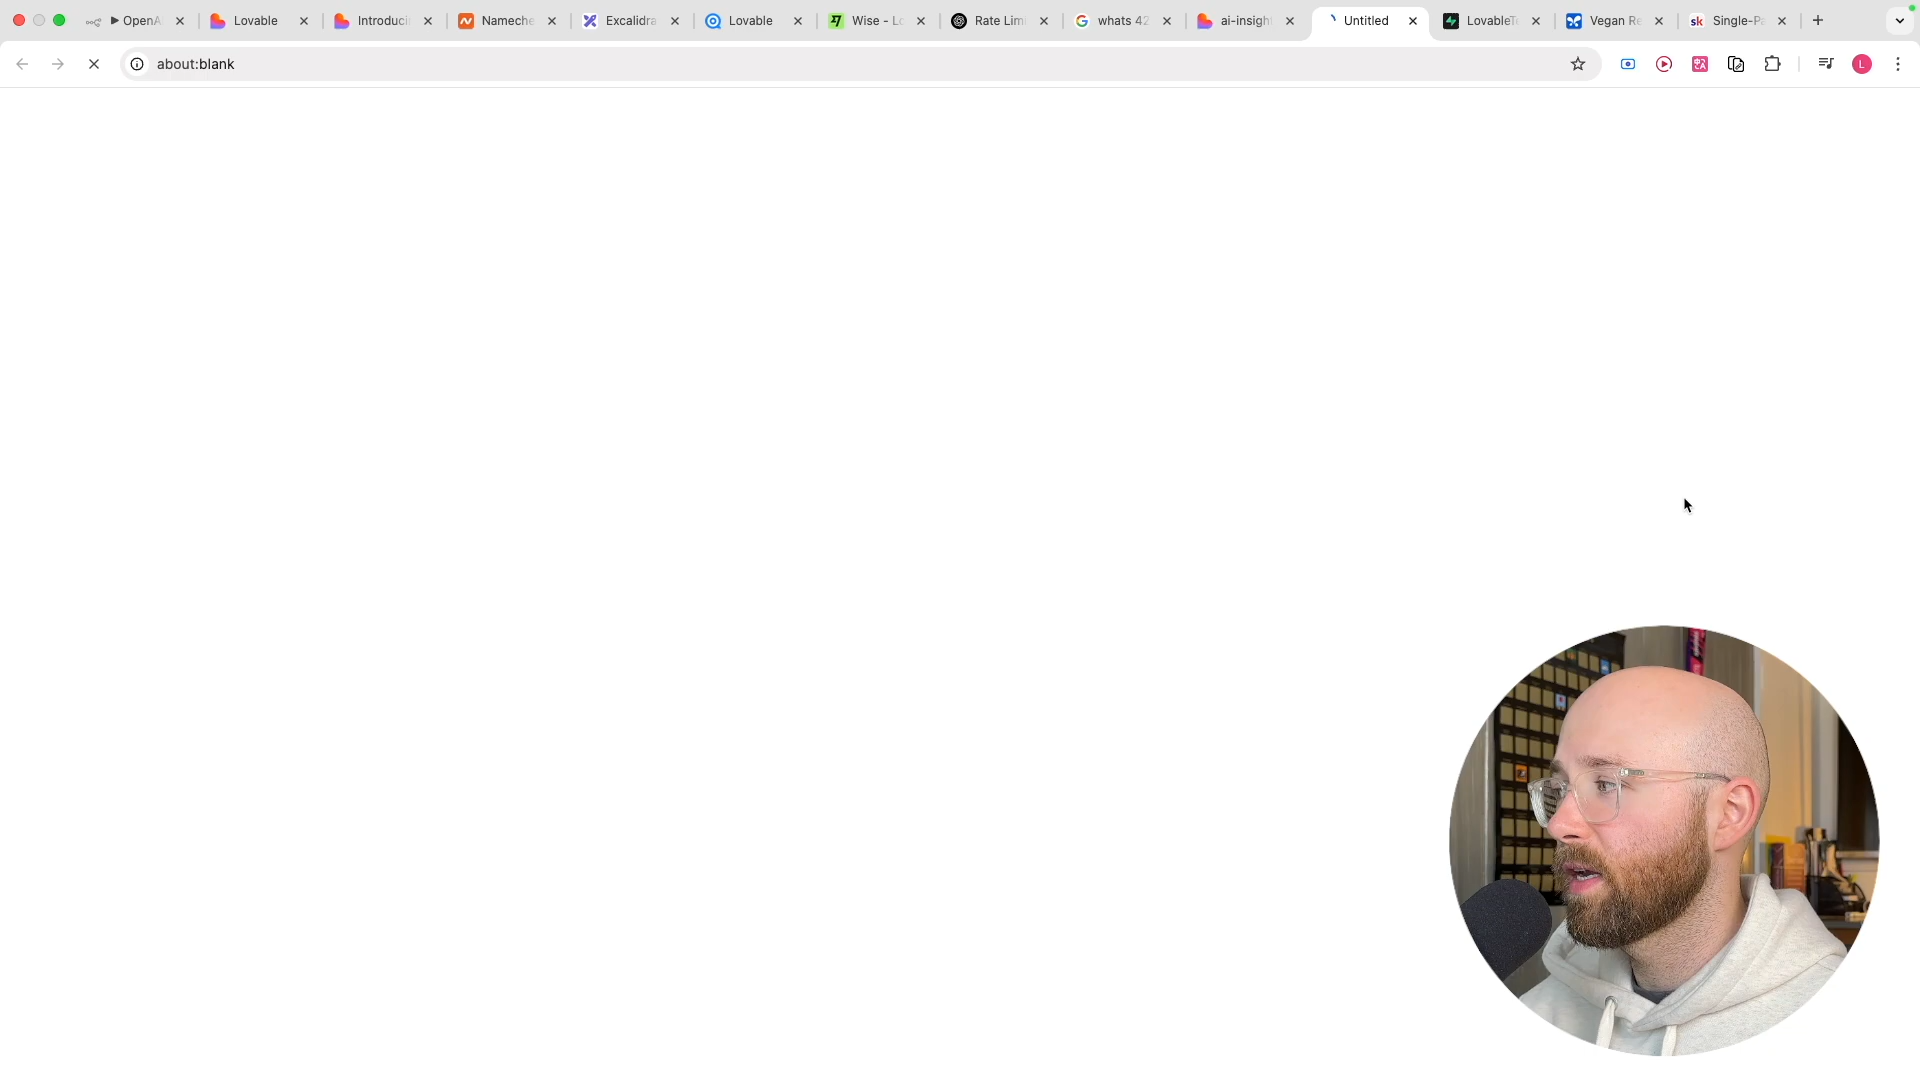 OpenA
Lovable
Introduci
Nameche
Excalidra
Lovable
Wise - Lo
Rate Lim
whats 42
ai-insigh
Untitled
LovableTe
Vegan Re
Single-Pa
about:blank
L